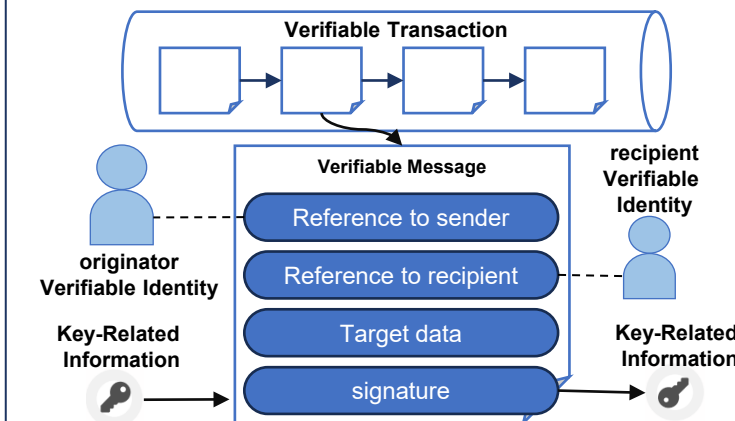 Verifiable Transaction
Verifiable Message
recipient
Verifiable
Identity
Reference to sender
originator
Verifiable Identity
Reference to recipient
Key-Related
Information
Target data
Key-Related
Information
signature